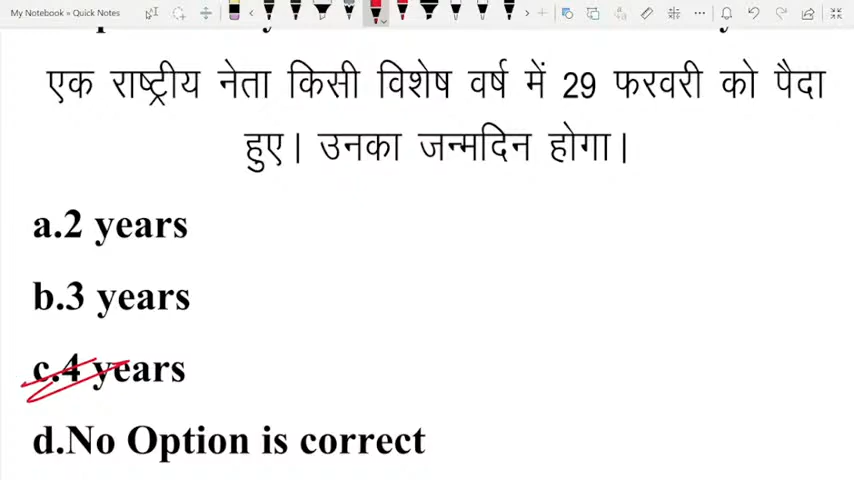 My Notebook » Quick Notes
एक राष्ट्रीय नेता किसी विशेष वर्ष में 29 फरवरी को पैदा
हुए। उनका जन्मदिन होगा।
a.2 years
b.3 years
c.4 years
d.No Option is correct